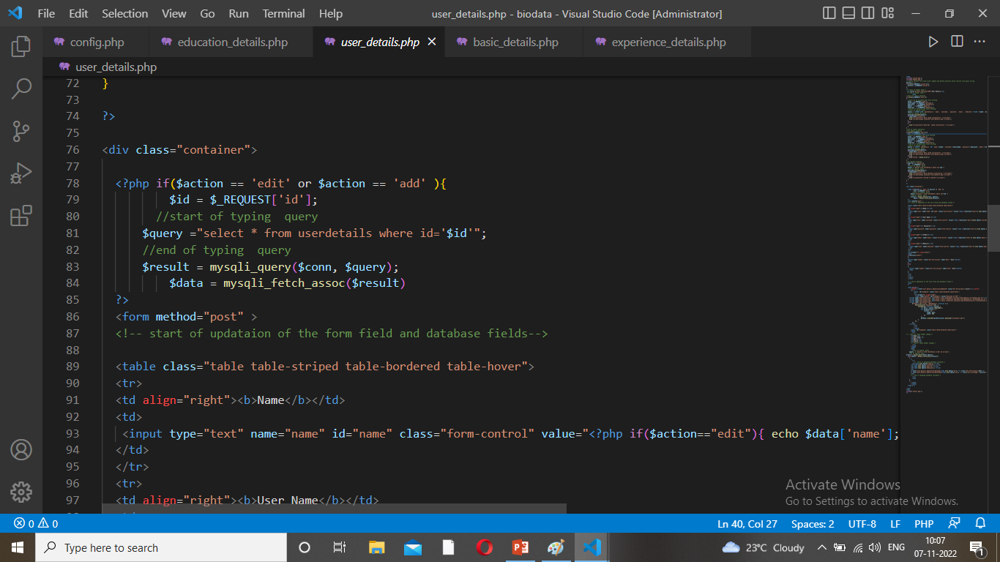 File Edit Selection View Go Run Terminal Help user_details.php - biodata - Visual Studio Code [Administrator]
config.php education_details.php user_details.php basic_details.php experience_details.php
user_details.php
72 }
73
74 ?>
75
76 <div class="container">
77
78 <?php if($action == 'edit' or $action == 'add' ){
79 $id = $_REQUEST['id'];
80 //start of typing  query
81 $query ="select * from userdetails where id='$id'";
82 //end of typing  query
83 $result = mysqli_query($conn, $query);
84 $data = mysqli_fetch_assoc($result)
85 ?>
86 <form method="post" >
87 <!-- start of updataion of the form field and database fields-->
88
89 <table class="table table-striped table-bordered table-hover">
90 <tr>
91 <td align="right"><b>Name</b></td>
92 <td>
93 <input type="text" name="name" id="name" class="form-control" value="<?php if($action=="edit"){ echo $data['name'];
94 </td>
95 </tr>
96 <tr>
97 <td align="right"><b>User Name</b></td>
Activate Windows
Go to Settings to activate Windows.
0 0 Ln 40, Col 27 Spaces: 2 UTF-8 LF PHP
Type here to search 23°C Cloudy ENG 10:07
07-11-2022 1